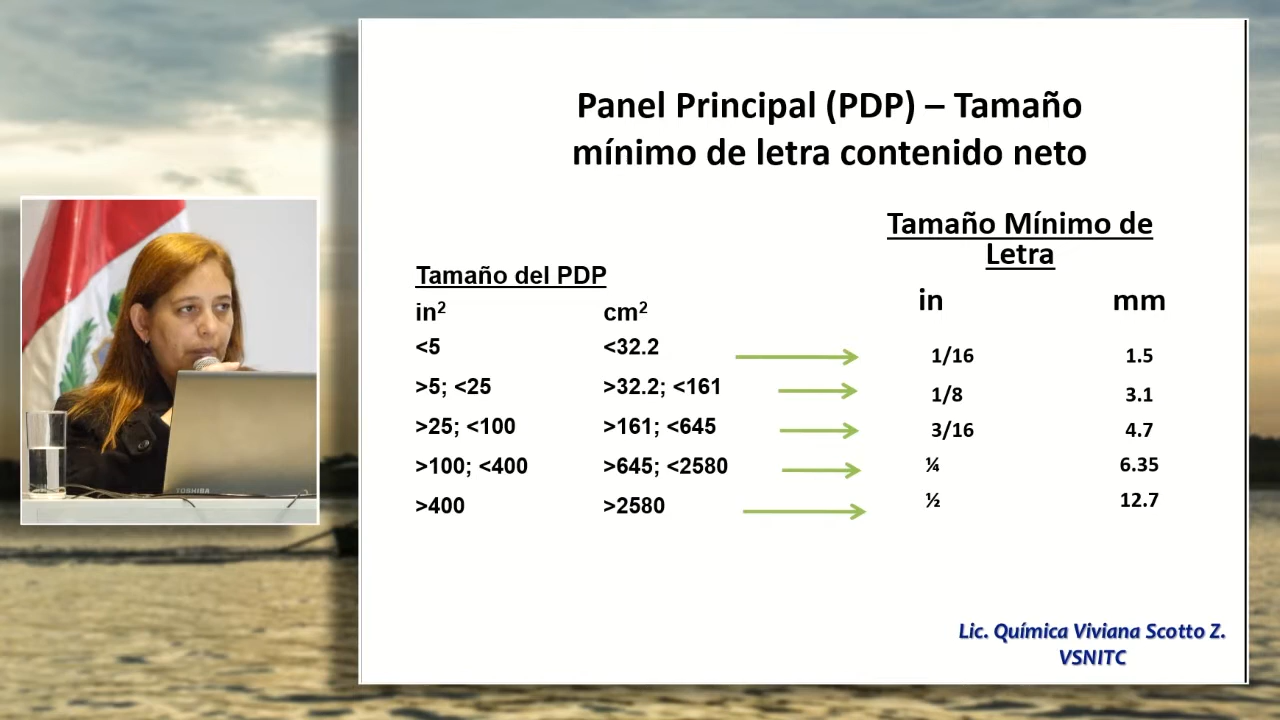 Panel Principal (PDP) – Tamaño
mínimo de letra contenido neto
Tamaño Mínimo de
Letra
Tamaño del PDP
in² cm² in mm
<5 <32.2 1/16 1.5
>5; <25 >32.2; <161 1/8 3.1
>25; <100 >161; <645 3/16 4.7
>100; <400 >645; <2580 ¼ 6.35
>400 >2580 ½ 12.7
Lic. Química Viviana Scotto Z.
VSNITC
TOSHIBA